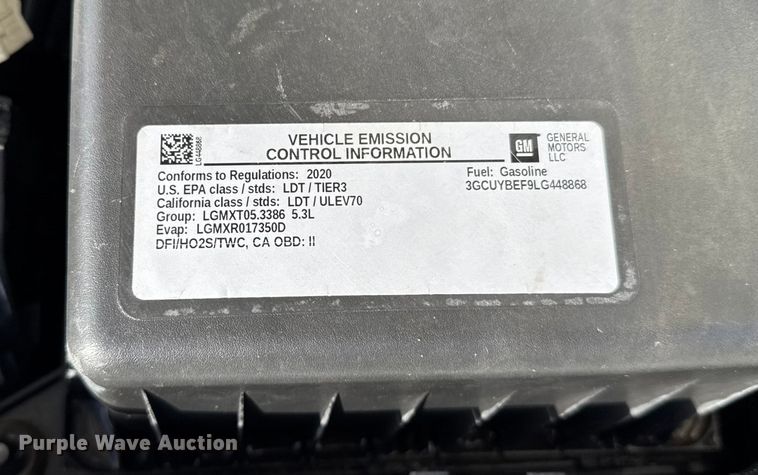 LG448868
VEHICLE EMISSION
CONTROL INFORMATION
GM
GENERAL
MOTORS
LLC
Conforms to Regulations: 2020
U.S. EPA class / stds: LDT / TIER3
California class / stds: LDT / ULEV70
Group: LGMXT05.3386 5.3L
Evap: LGMXR017350D
DFI/HO2S/TWC, CA OBD: II
Fuel: Gasoline
3GCUYBEF9LG448868
Purple Wave Auction